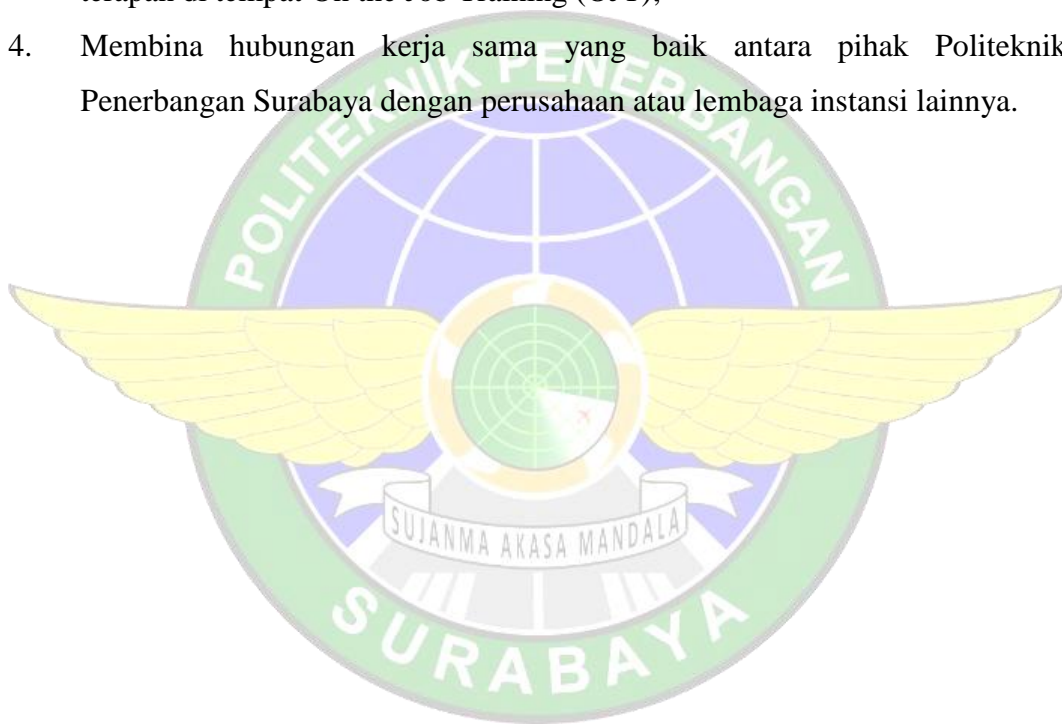 terapan di tempat On the Job Training (OJT);
4. Membina hubungan kerja sama yang baik antara pihak Politeknik
Penerbangan Surabaya dengan perusahaan atau lembaga instansi lainnya.
POLITEKNIK PENERBANGAN
SUJANMA AKASA MANDALA
SURABAYA